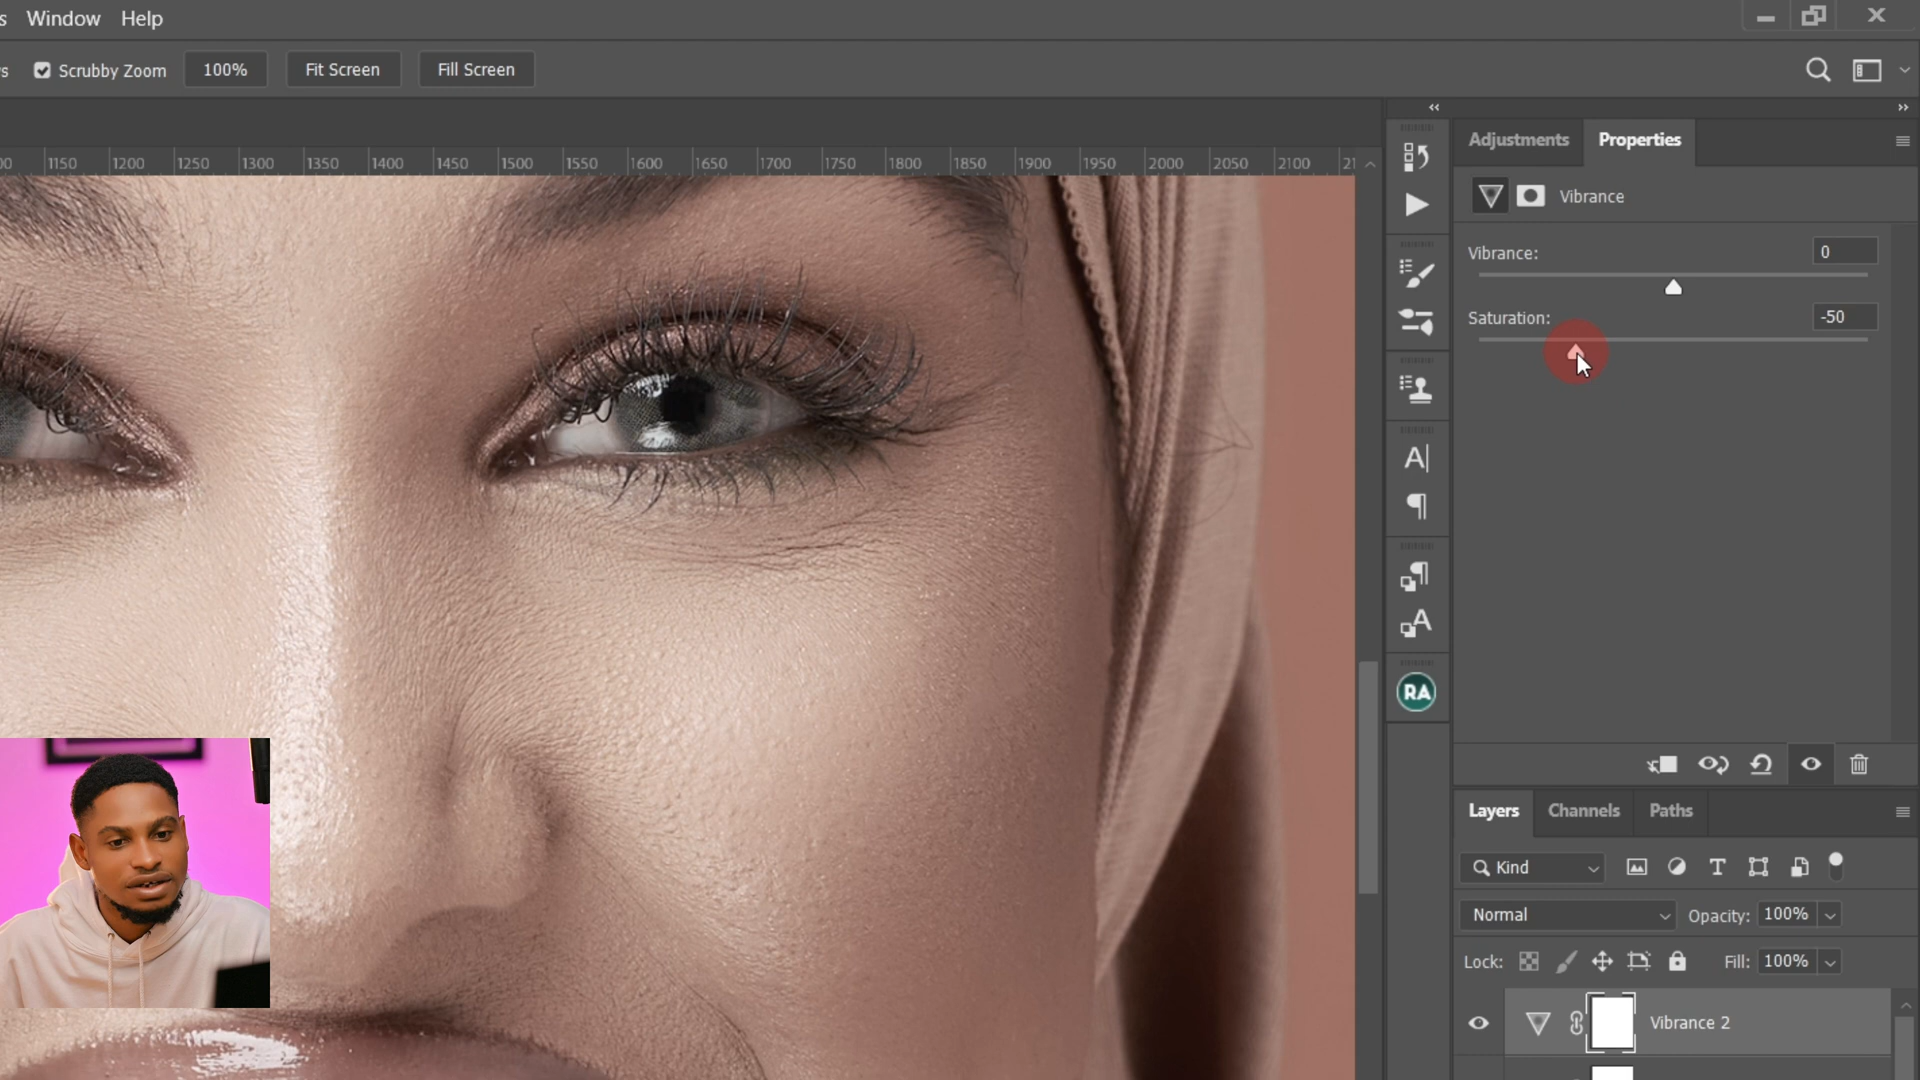 s Window Help
s Scrubby Zoom 100% Fit Screen Fill Screen
00 1150 1200 1250 1300 1350 1400 1450 1500 1550 1600 1650 1700 1750 1800 1850 1900 1950 2000 2050 2100 21
Adjustments Properties
Vibrance
Vibrance: 0
Saturation: -50
A|
A
RA
Layers Channels Paths
Kind
Normal Opacity: 100%
Lock: Fill: 100%
Vibrance 2